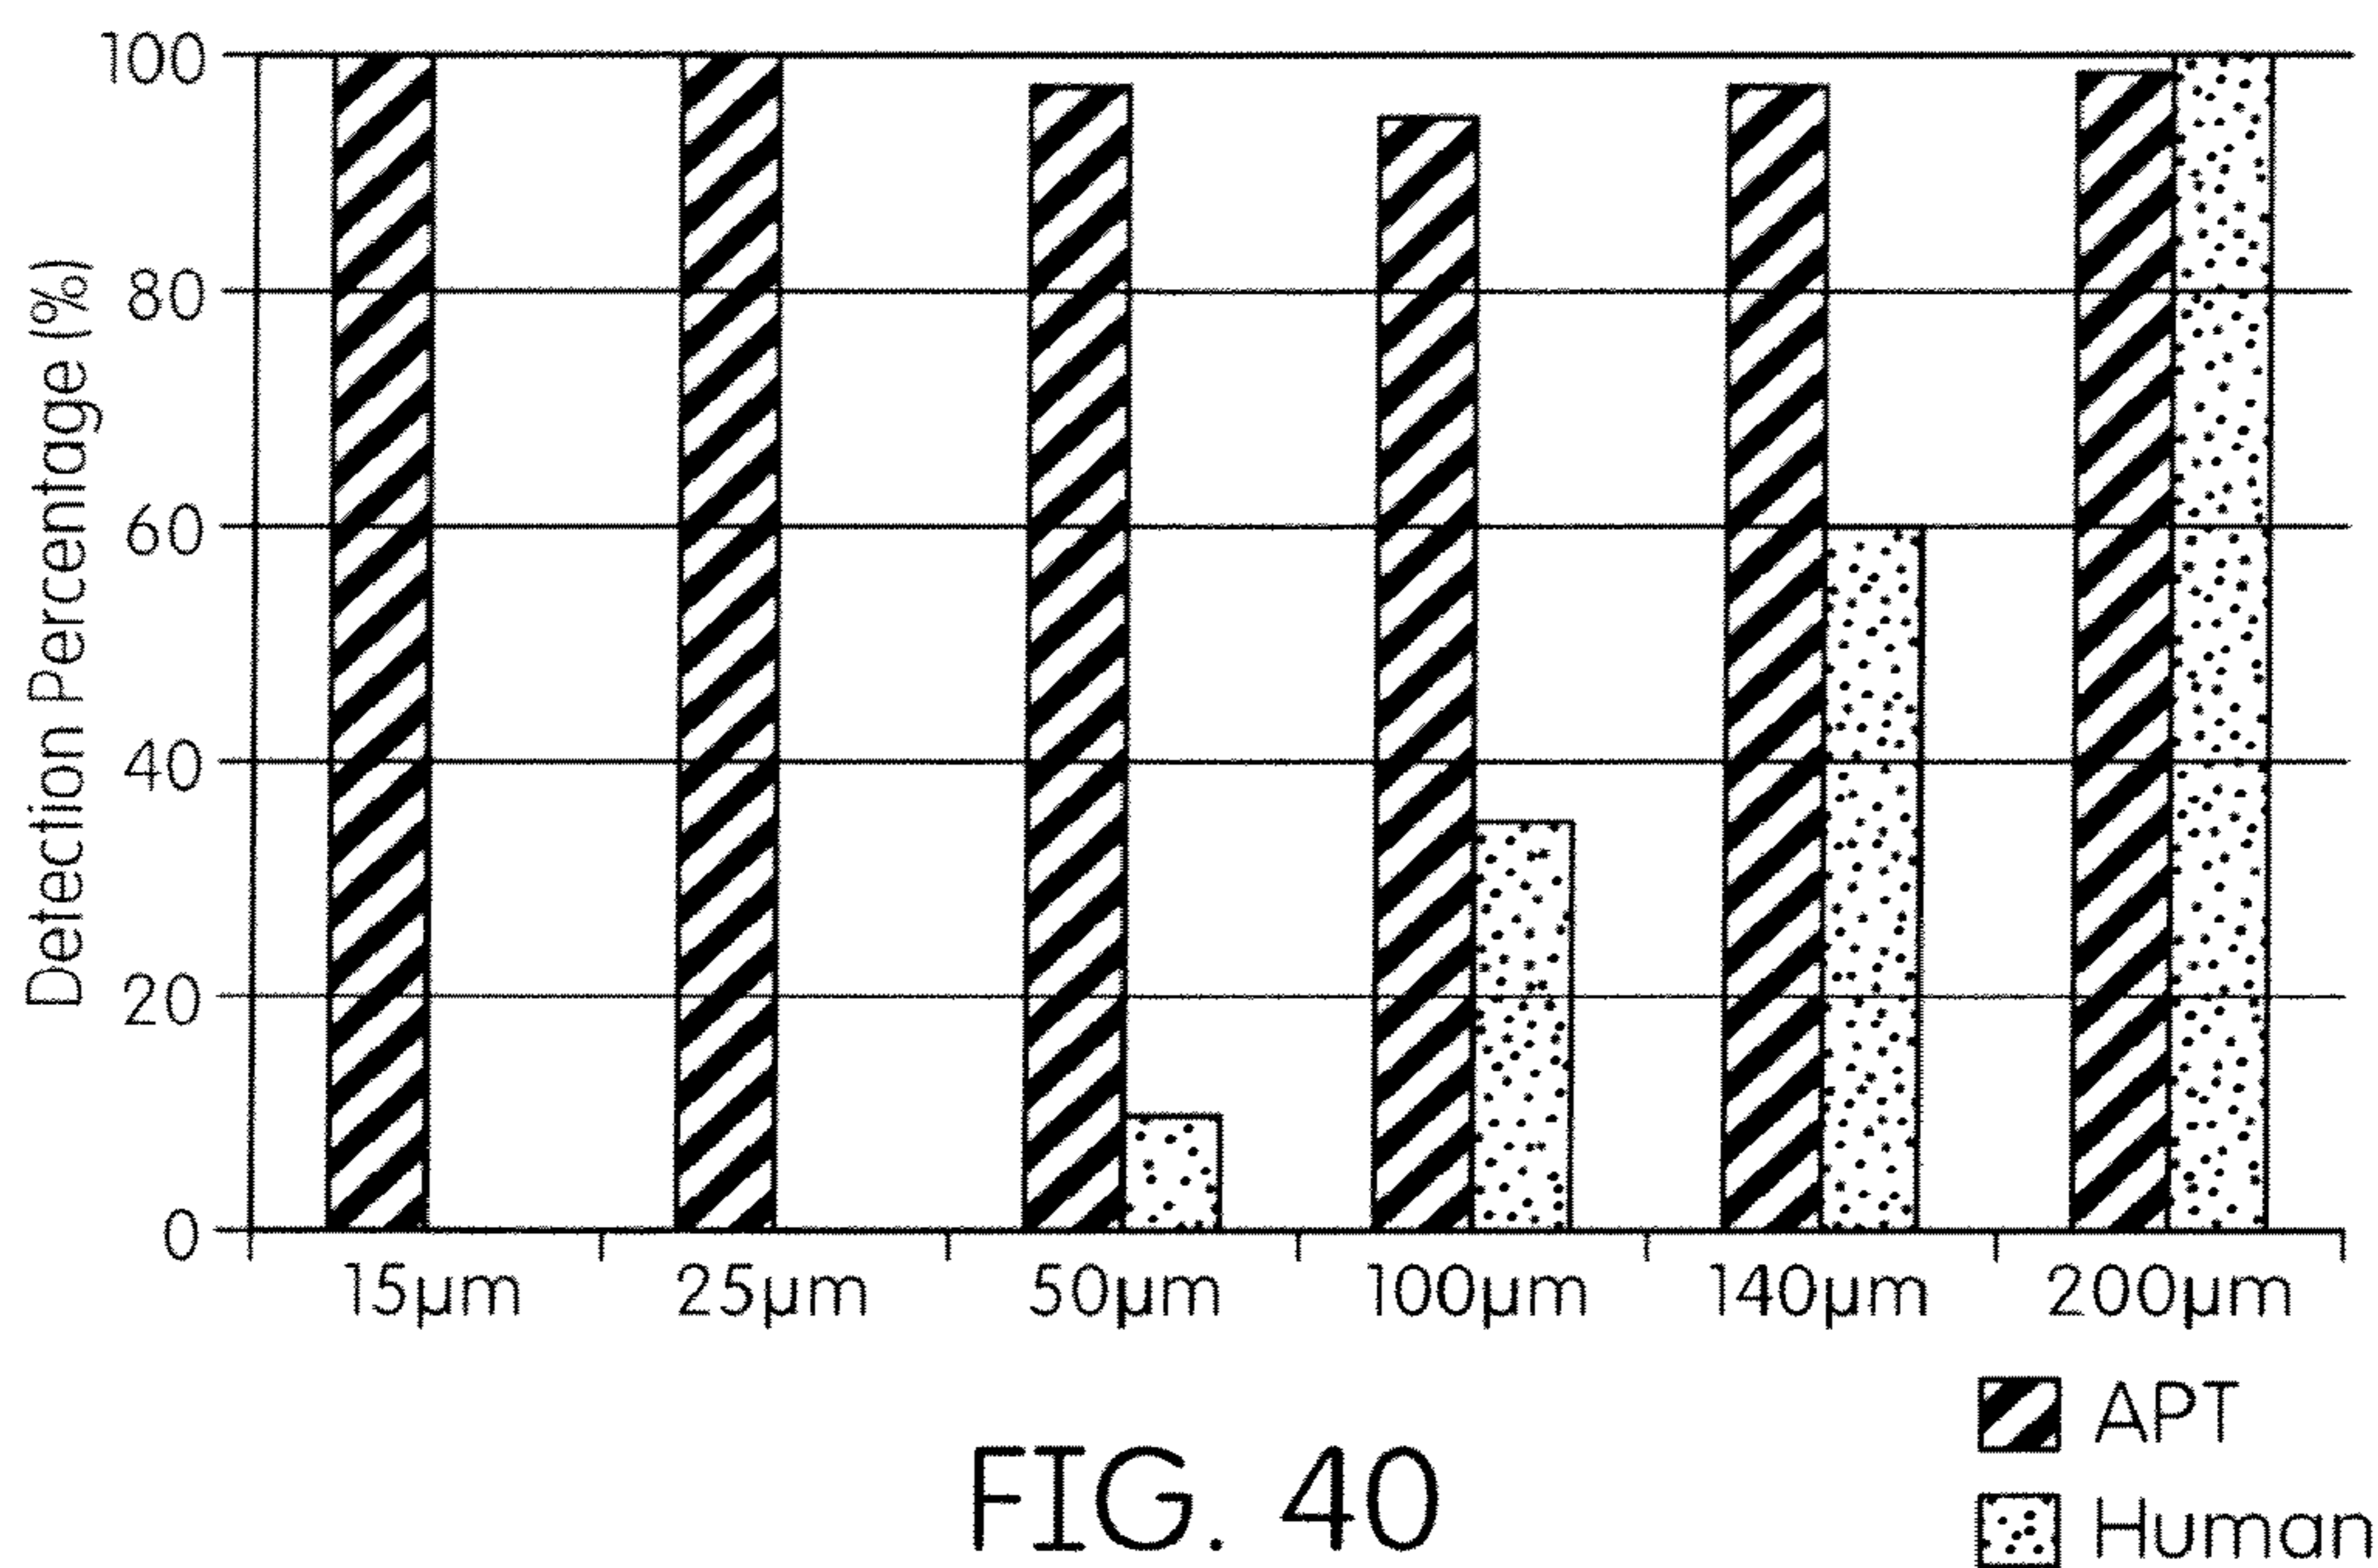 Detection Percentage (%)
100
80
60
40
20
0
15µm 25µm 50µm 100µm 140µm 200µm
APT
Human
FIG. 40